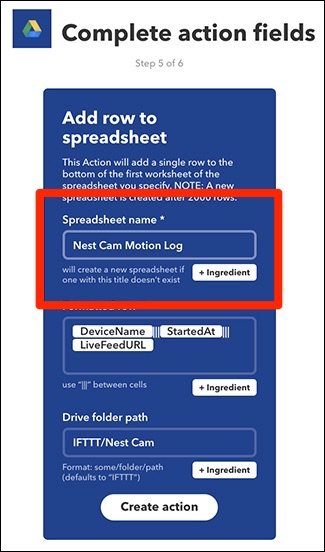 Complete action fields
Step 5 of 6
Add row to
spreadsheet
This Action will add a single row to the
bottom of the first worksheet of the
spreadsheet you specify. NOTE: A new
spreadsheet is created after 2000 rows.
Spreadsheet name *
Nest Cam Motion Log
will create a new spreadsheet if
one with this title doesn't exist
+ Ingredient
Formatted row *
DeviceName ||| StartedAt |||
LiveFeedURL
use "|||" between cells
+ Ingredient
Drive folder path
IFTTT/Nest Cam
Format: some/folder/path
(defaults to "IFTTT")
+ Ingredient
Create action